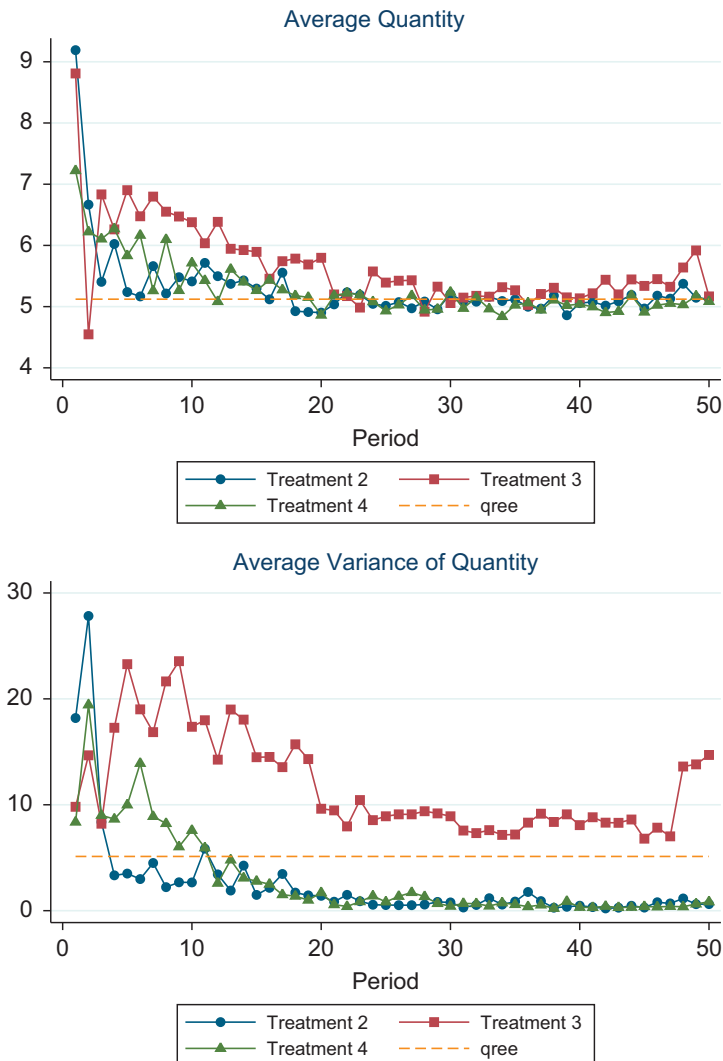 Average Quantity
9
8
7
6
5
4
0 10 20 30 40 50
Period
Treatment 2 Treatment 3
Treatment 4 qree
Average Variance of Quantity
30
20
10
0
0 10 20 30 40 50
Period
Treatment 2 Treatment 3
Treatment 4 qree